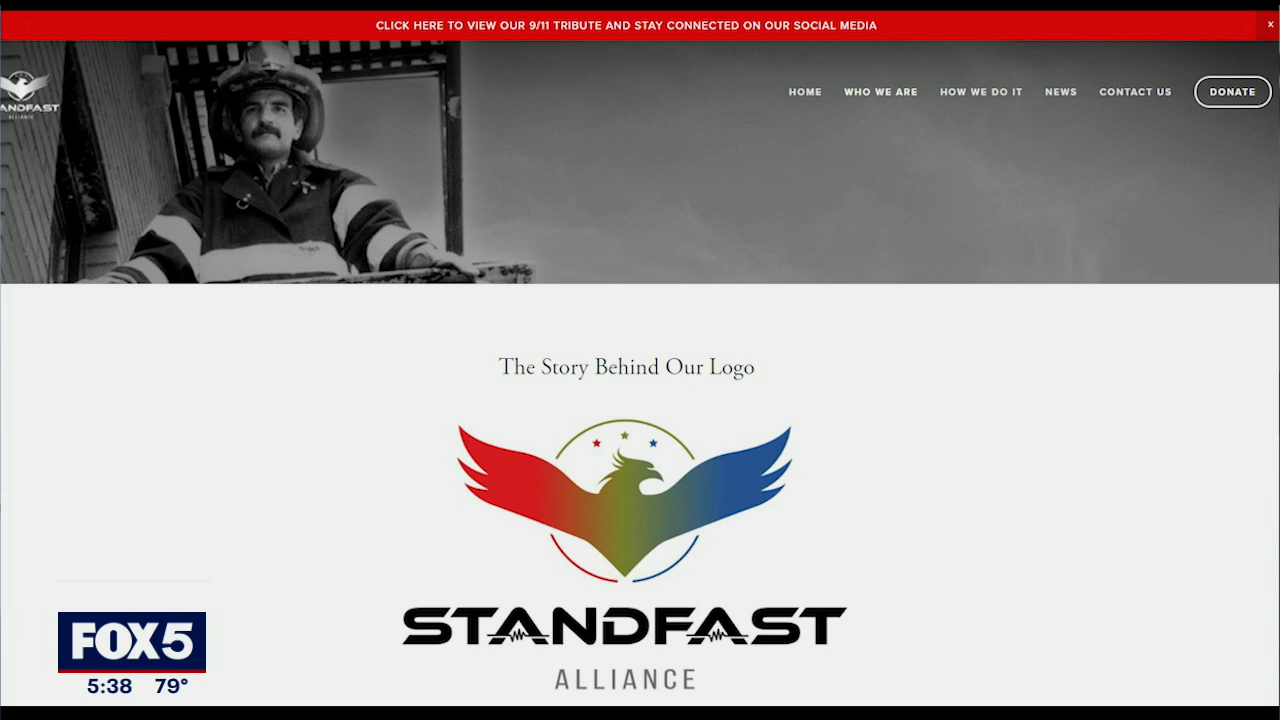 CLICK HERE TO VIEW OUR 9/11 TRIBUTE AND STAY CONNECTED ON OUR SOCIAL MEDIA
X
ANDFAST
ALLIANCE
HOME WHO WE ARE HOW WE DO IT NEWS CONTACT US DONATE
The Story Behind Our Logo
STANDFAST
ALLIANCE
FOX5
5:38 79°